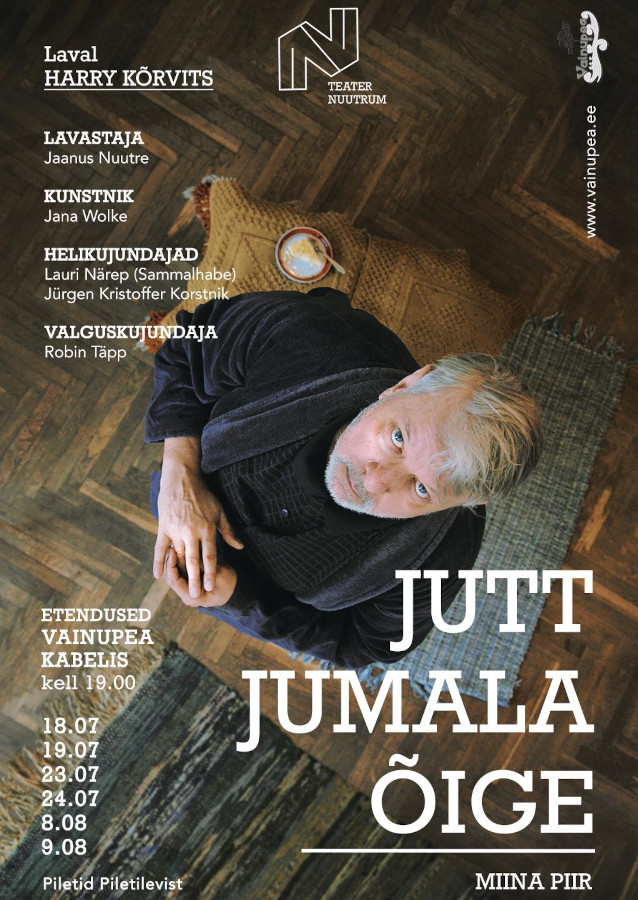 Laval
HARRY KÕRVITS
TEATER
NUUTRUM
Vainupea
www.vainupea.ee
LAVASTAJA
Jaanus Nuutre
KUNSTNIK
Jana Wolke
HELIKUJUNDAJAD
Lauri Närep (Sammalhabe)
Jürgen Kristoffer Korstnik
VALGUSKUJUNDAJA
Robin Täpp
JUTT
JUMALA
ÕIGE
ETENDUSED
VAINUPEA
KABELIS
kell 19.00
18.07
19.07
23.07
24.07
8.08
9.08
Piletid Piletilevist
MIINA PIIR